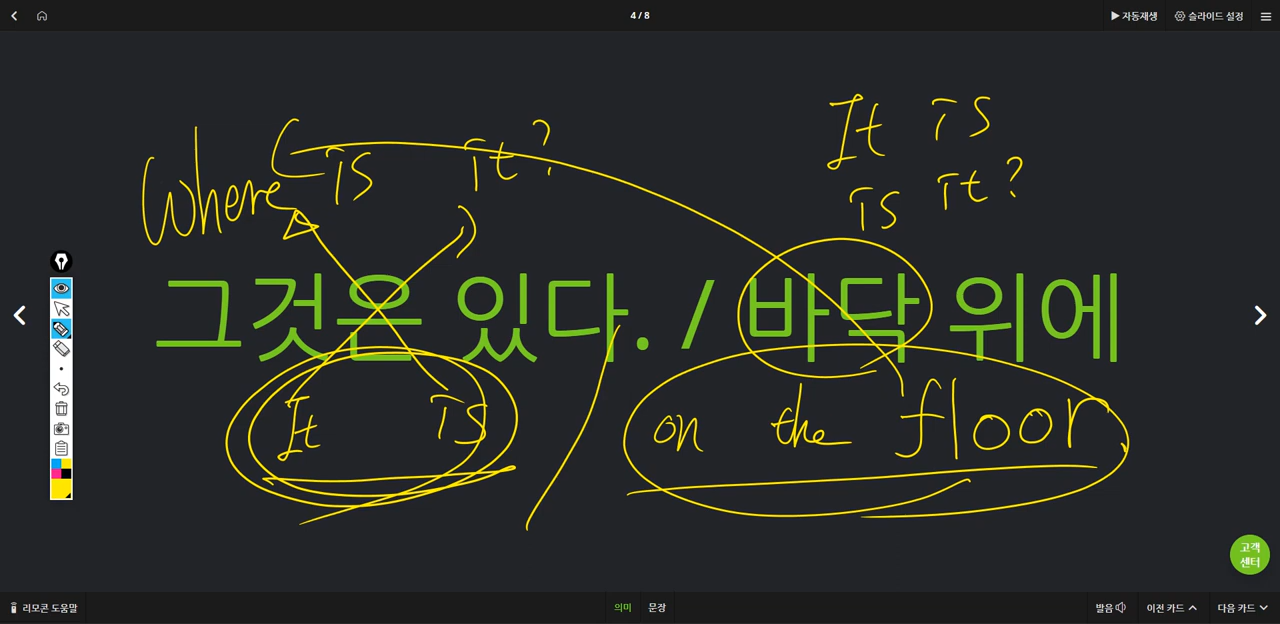 4 / 8
자동재생
슬라이드 설정
It is
Where is it?
is it?
그것은 있다. / 바닥 위에
It is
on the floor.
고객
센터
리모콘 도움말
의미
문장
발음
이전 카드
다음 카드